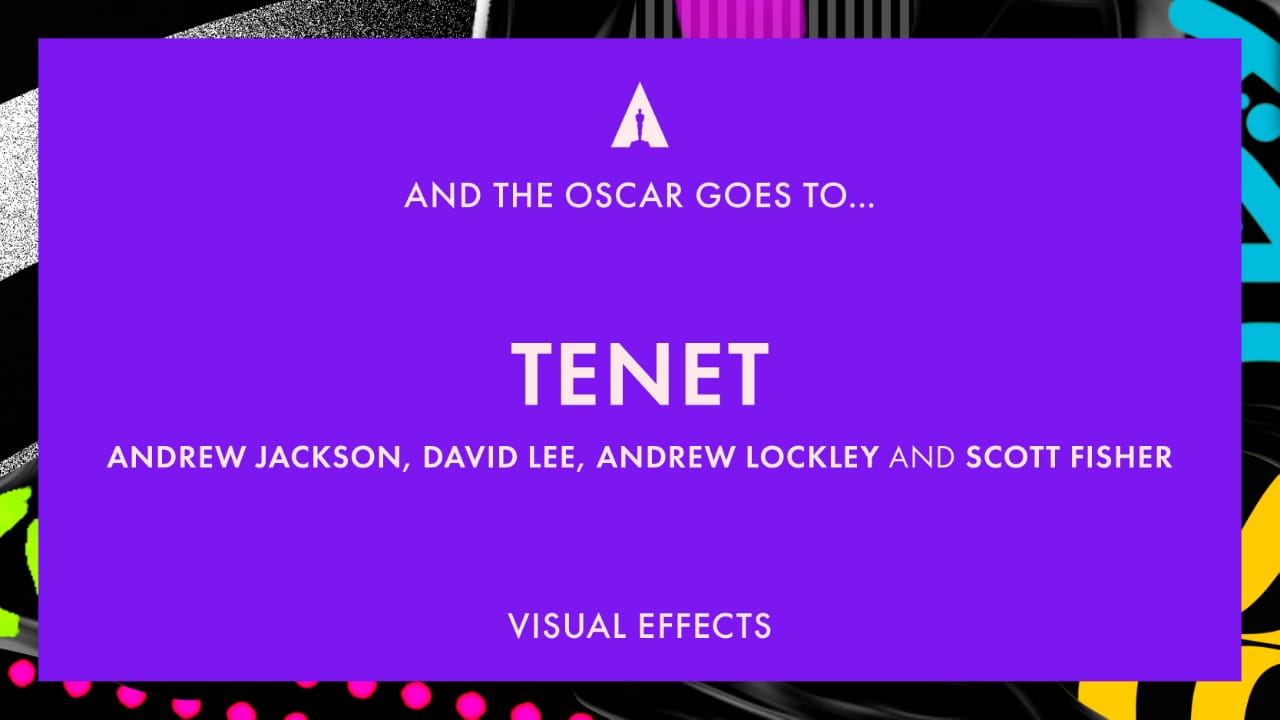 AND THE OSCAR GOES TO...
TENET
ANDREW JACKSON, DAVID LEE, ANDREW LOCKLEY AND SCOTT FISHER
VISUAL EFFECTS